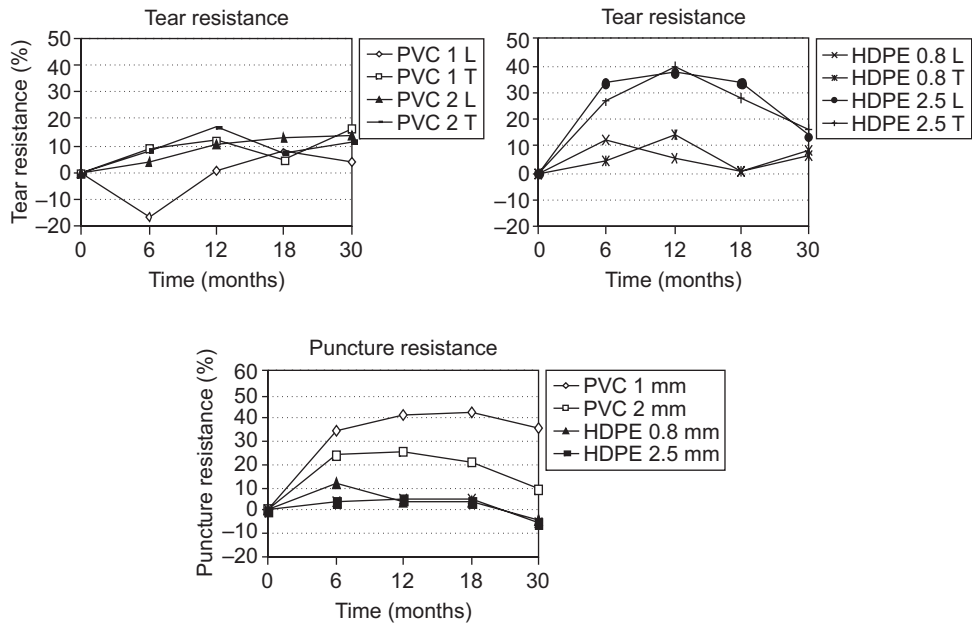 Tear resistance
Tear resistance (%)
50
40
30
20
10
0
–10
–20
0 6 12 18 30
Time (months)
PVC 1 L
PVC 1 T
PVC 2 L
PVC 2 T
Tear resistance
Tear resistance (%)
50
40
30
20
10
0
–10
–20
0 6 12 18 30
Time (months)
HDPE 0.8 L
HDPE 0.8 T
HDPE 2.5 L
HDPE 2.5 T
Puncture resistance
Puncture resistance (%)
60
50
40
30
20
10
0
–10
–20
0 6 12 18 30
Time (months)
PVC 1 mm
PVC 2 mm
HDPE 0.8 mm
HDPE 2.5 mm